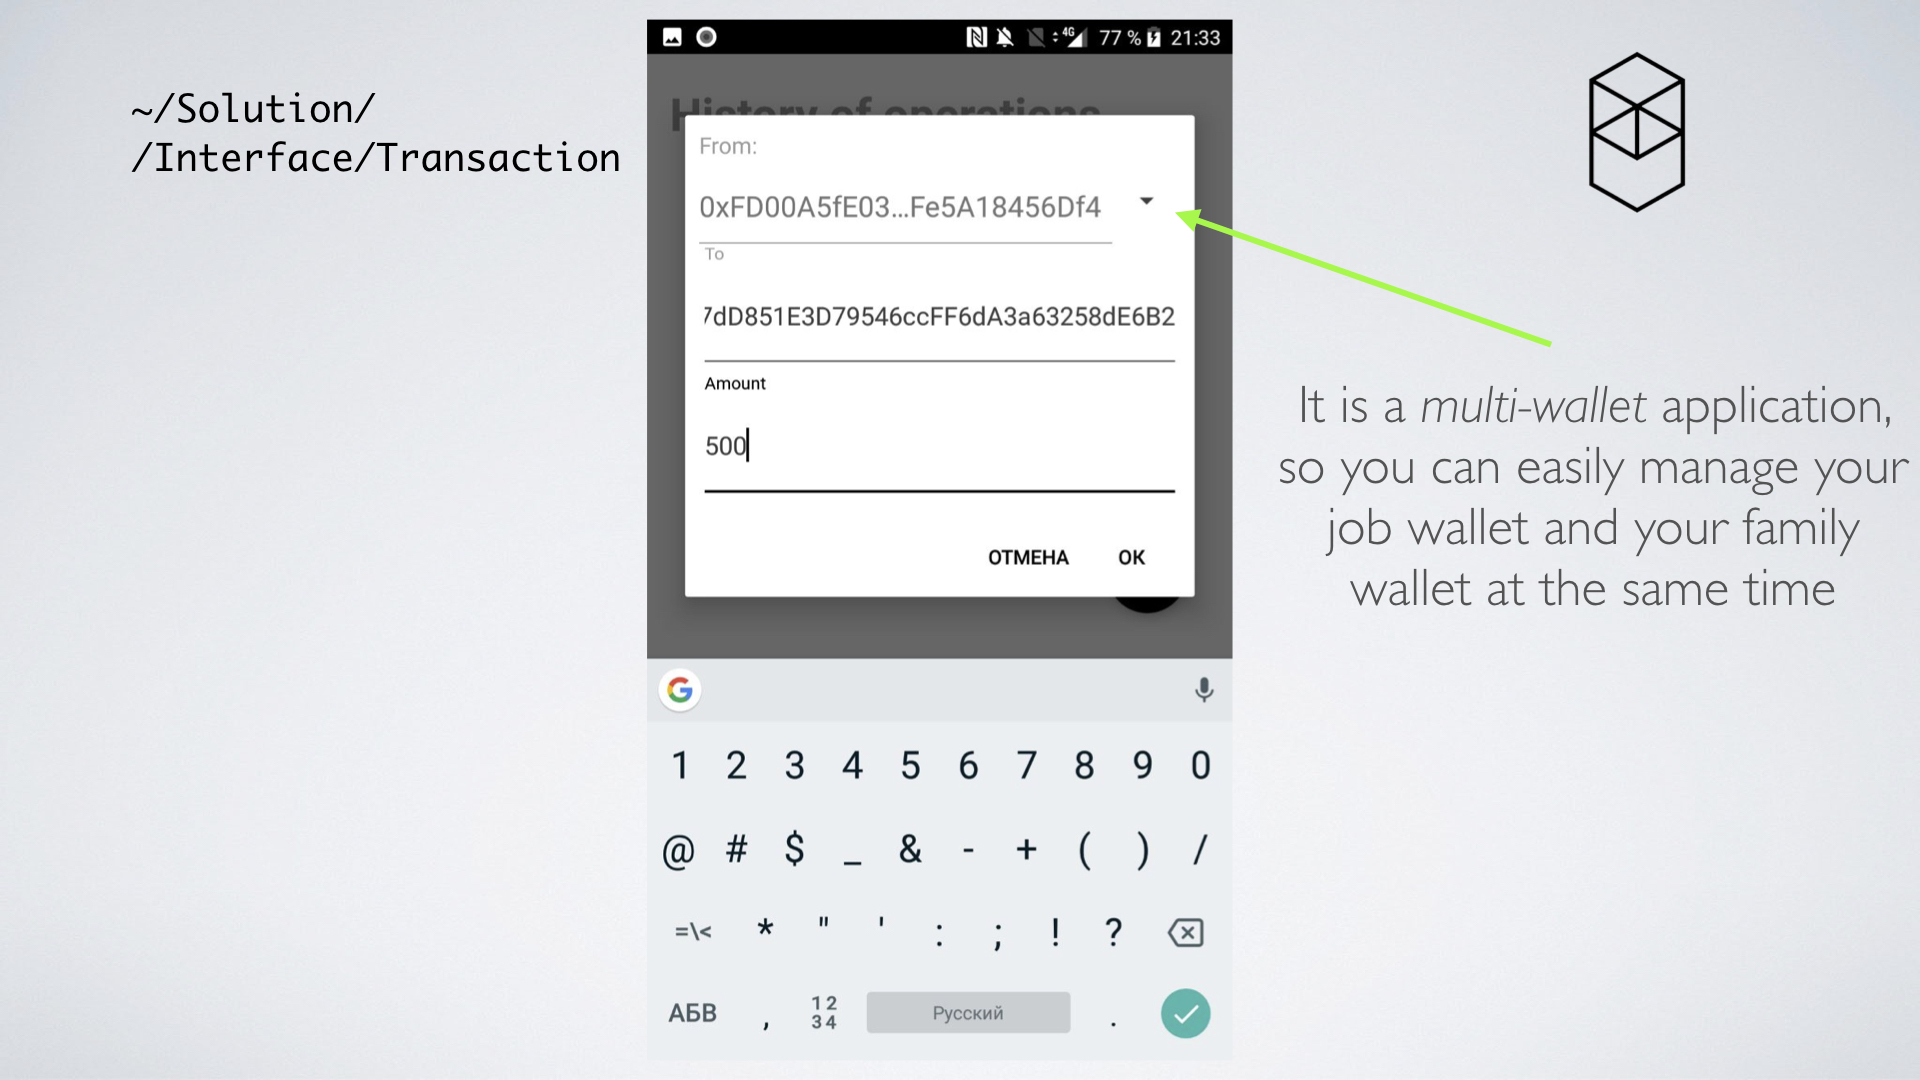 ~/Solution/
/Interface/Transaction
4G 77 % 21:33
History of operations
From:
0xFD00A5fE03...Fe5A18456Df4
To
7dD851E3D79546ccFF6dA3a63258dE6B2
Amount
500
ОТМЕНА OK
It is a multi-wallet application,
so you can easily manage your
job wallet and your family
wallet at the same time
G
1 2 3 4 5 6 7 8 9 0
@ # $ _ & - + ( ) /
=\< * " ' : ; ! ?
АБВ , 12 34 Русский .